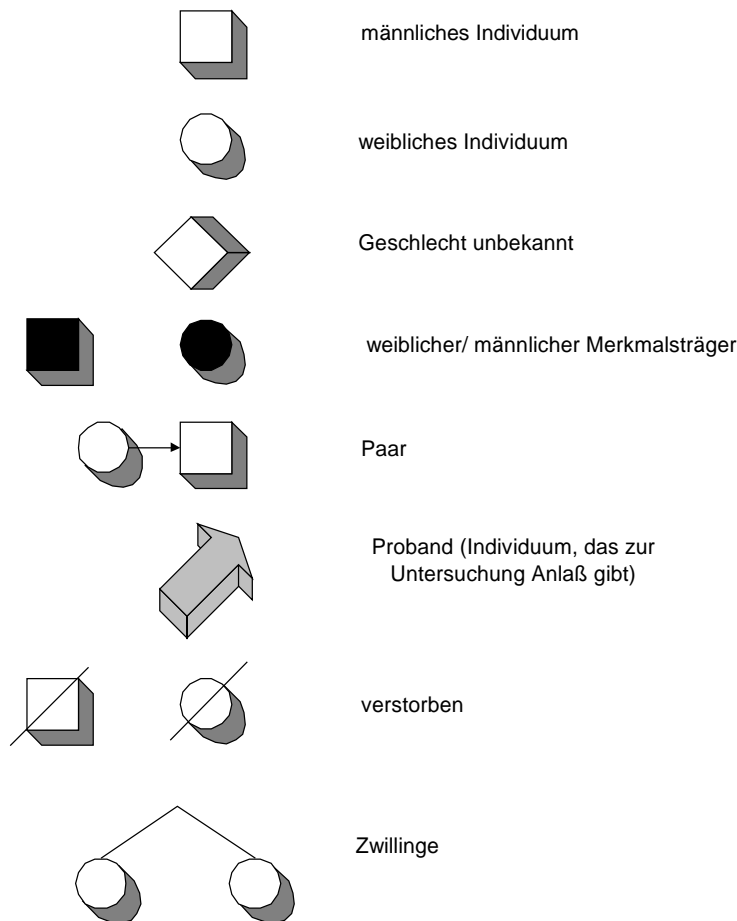 männliches Individuum
weibliches Individuum
Geschlecht unbekannt
weiblicher/ männlicher Merkmalsträger
Paar
Proband (Individuum, das zur
Untersuchung Anlaß gibt)
verstorben
Zwillinge